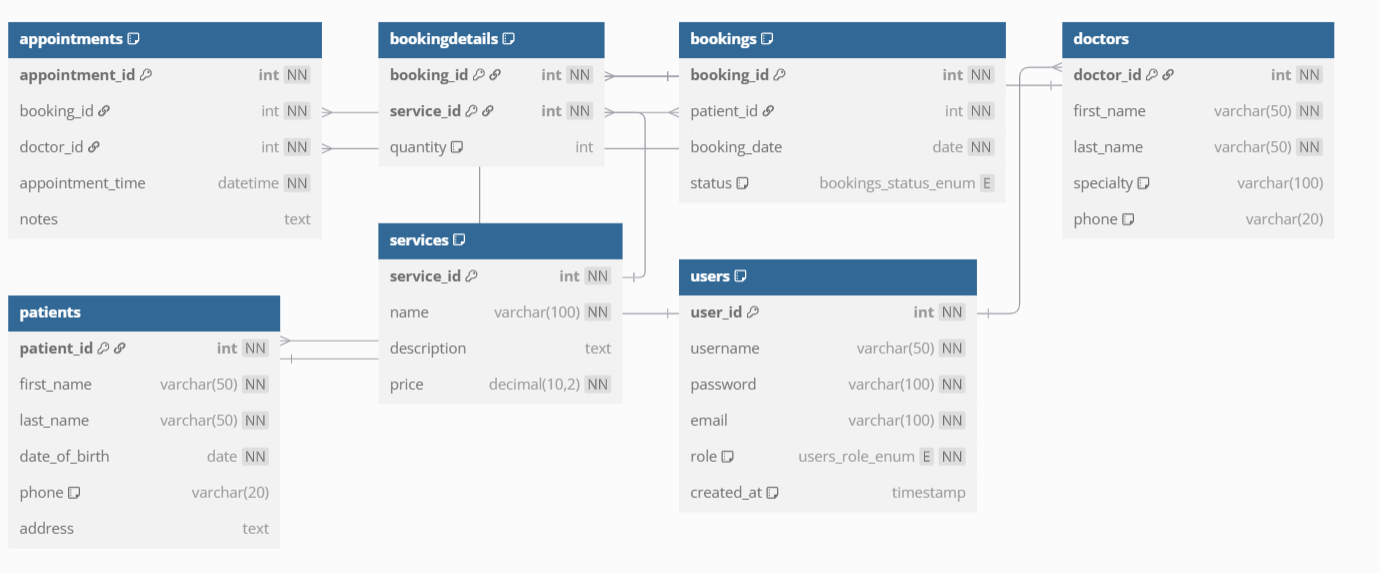 appointments
appointment_id int NN
booking_id int NN
doctor_id int NN
appointment_time datetime NN
notes text
bookingdetails
booking_id int NN
service_id int NN
quantity int
bookings
booking_id int NN
patient_id int NN
booking_date date NN
status bookings_status_enum E
doctors
doctor_id int NN
first_name varchar(50) NN
last_name varchar(50) NN
specialty varchar(100)
phone varchar(20)
services
service_id int NN
name varchar(100) NN
description text
price decimal(10,2) NN
users
user_id int NN
username varchar(50) NN
password varchar(100) NN
email varchar(100) NN
role users_role_enum E NN
created_at timestamp
patients
patient_id int NN
first_name varchar(50) NN
last_name varchar(50) NN
date_of_birth date NN
phone varchar(20)
address text